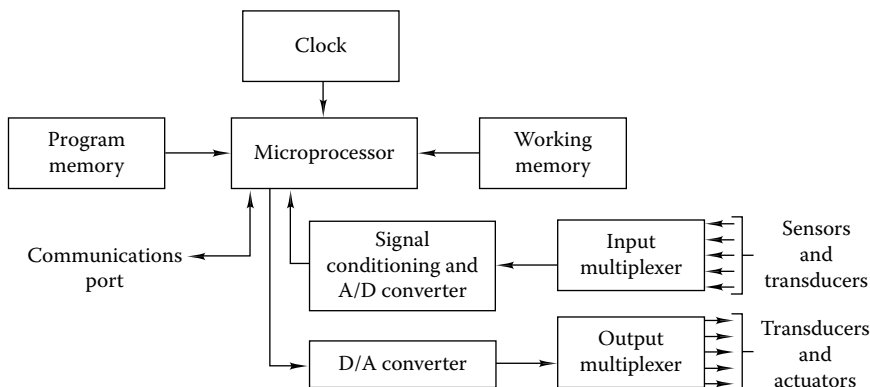 Clock
Program
memory
Microprocessor
Working
memory
Communications
port
Signal
conditioning and
A/D converter
Input
multiplexer
Sensors
and
transducers
D/A converter
Output
multiplexer
Transducers
and
actuators